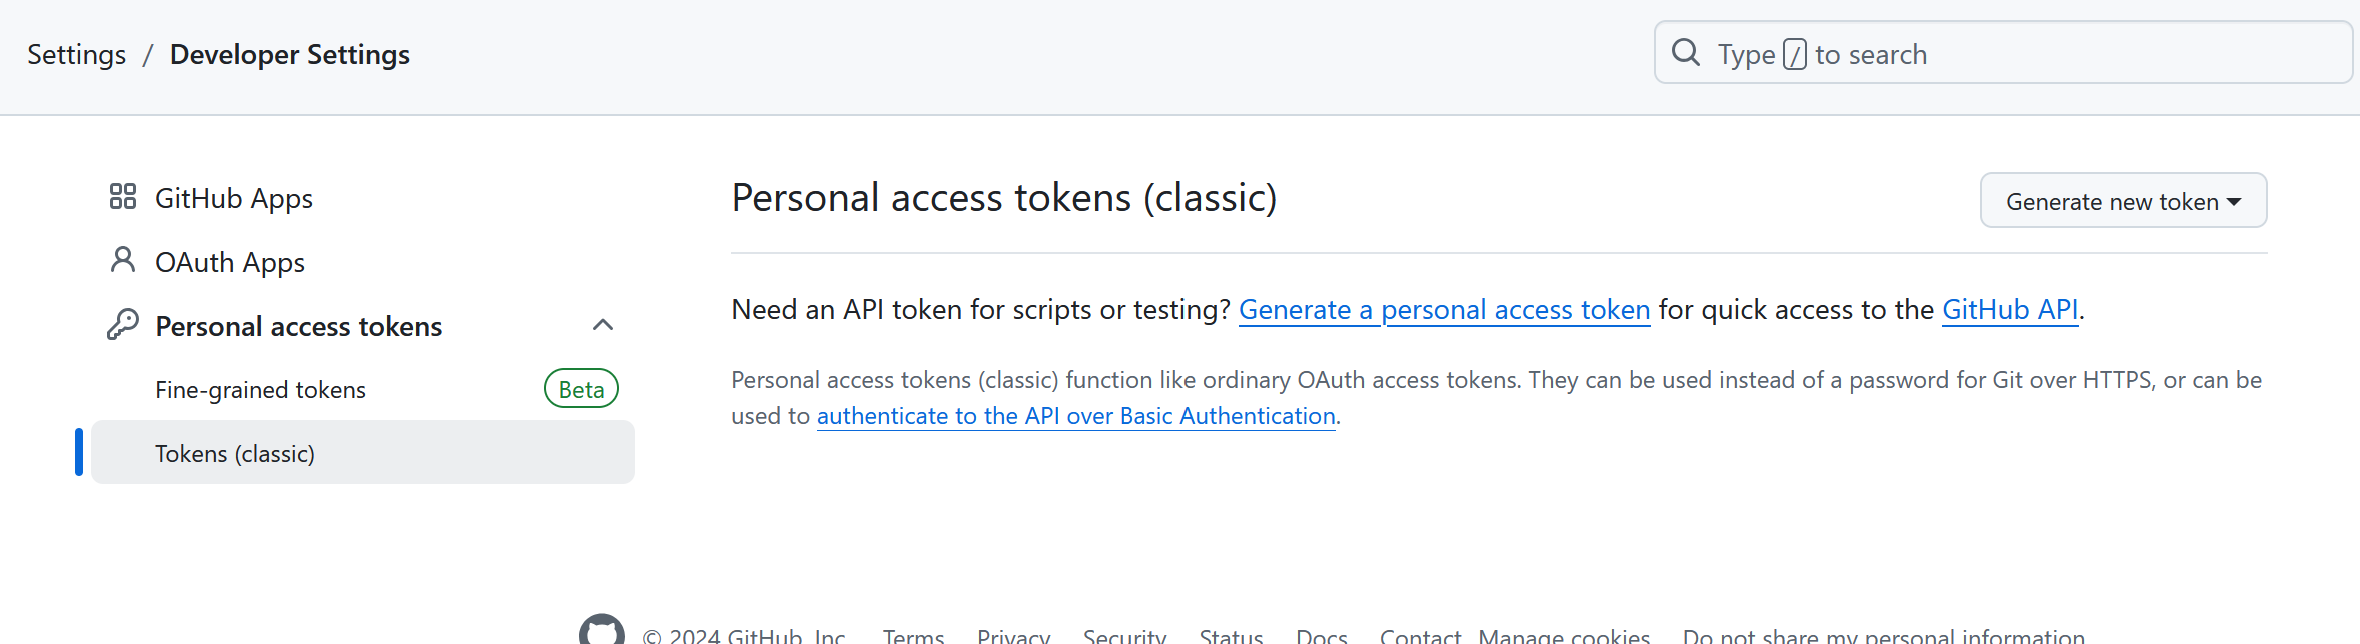 Settings / Developer Settings
Type / to search
GitHub Apps
OAuth Apps
Personal access tokens
Fine-grained tokens Beta
Tokens (classic)
Personal access tokens (classic)
Generate new token
Need an API token for scripts or testing? Generate a personal access token for quick access to the GitHub API.
Personal access tokens (classic) function like ordinary OAuth access tokens. They can be used instead of a password for Git over HTTPS, or can be
used to authenticate to the API over Basic Authentication.
© 2024 GitHub, Inc. Terms Privacy Security Status Docs Contact Manage cookies Do not share my personal information